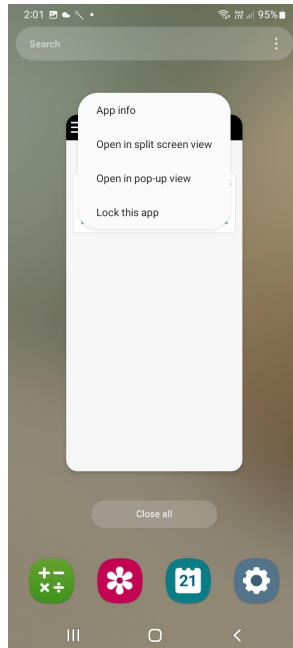 2:01
95%
Search
App info
Open in split screen view
Open in pop-up view
Lock this app
Close all
21